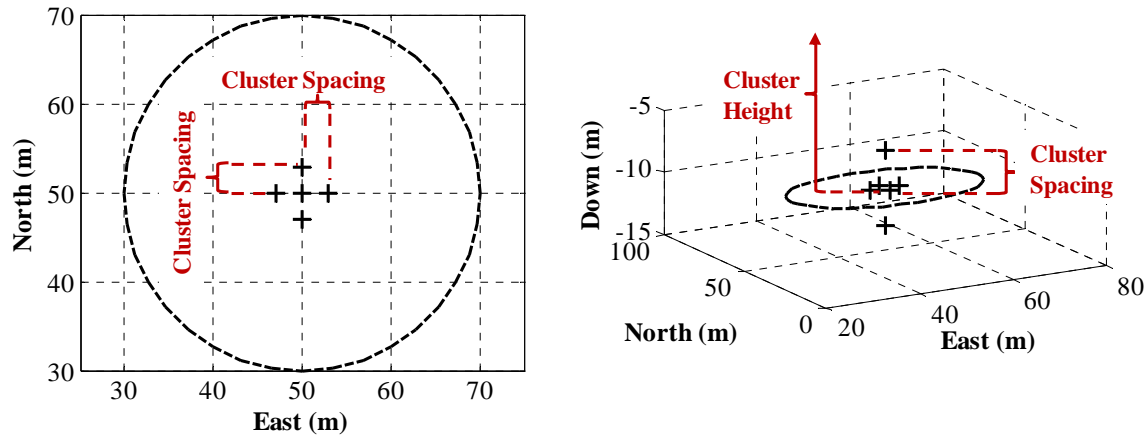 70
60
50
40
30
North (m)
30
40
50
60
70
East (m)
Cluster Spacing
Cluster Spacing
Cluster
Height
Cluster
Spacing
-5
-10
-15
Down (m)
100
50
0
North (m)
20
40
60
80
East (m)